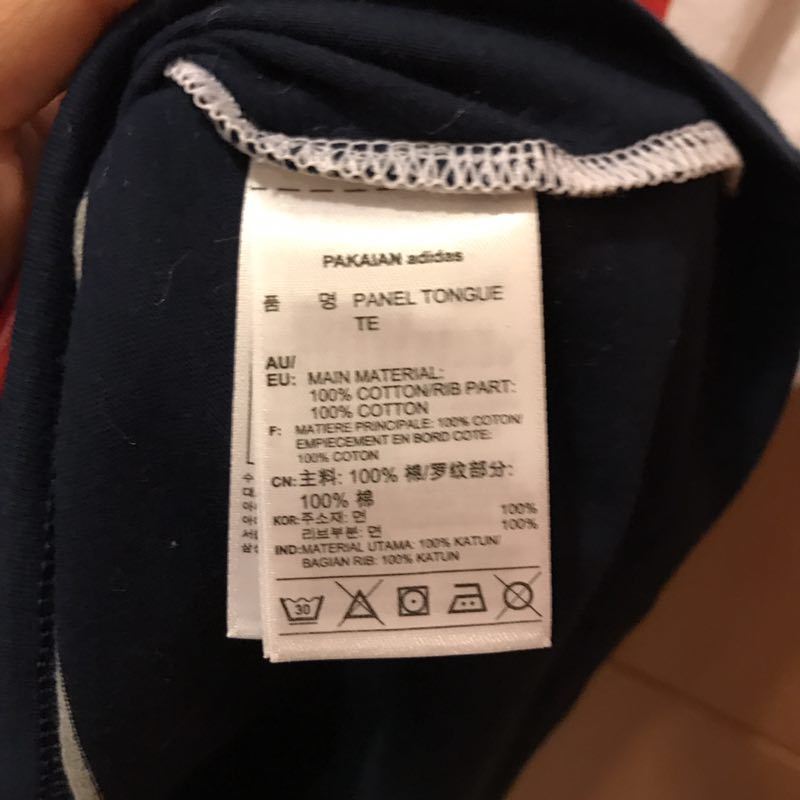 PAKAIAN adidas
품 명 PANEL TONGUE
TE
AU/
EU: MAIN MATERIAL:
100% COTTON/RIB PART:
100% COTTON
F: MATIERE PRINCIPALE: 100% COTON/
EMPIECEMENT EN BORD COTE:
100% COTON
CN: 主料: 100% 棉/罗纹部分:
100% 棉
KOR: 주소재: 면 100%
리브부분: 면 100%
IND: MATERIAL UTAMA: 100% KATUN/
BAGIAN RIB: 100% KATUN
30